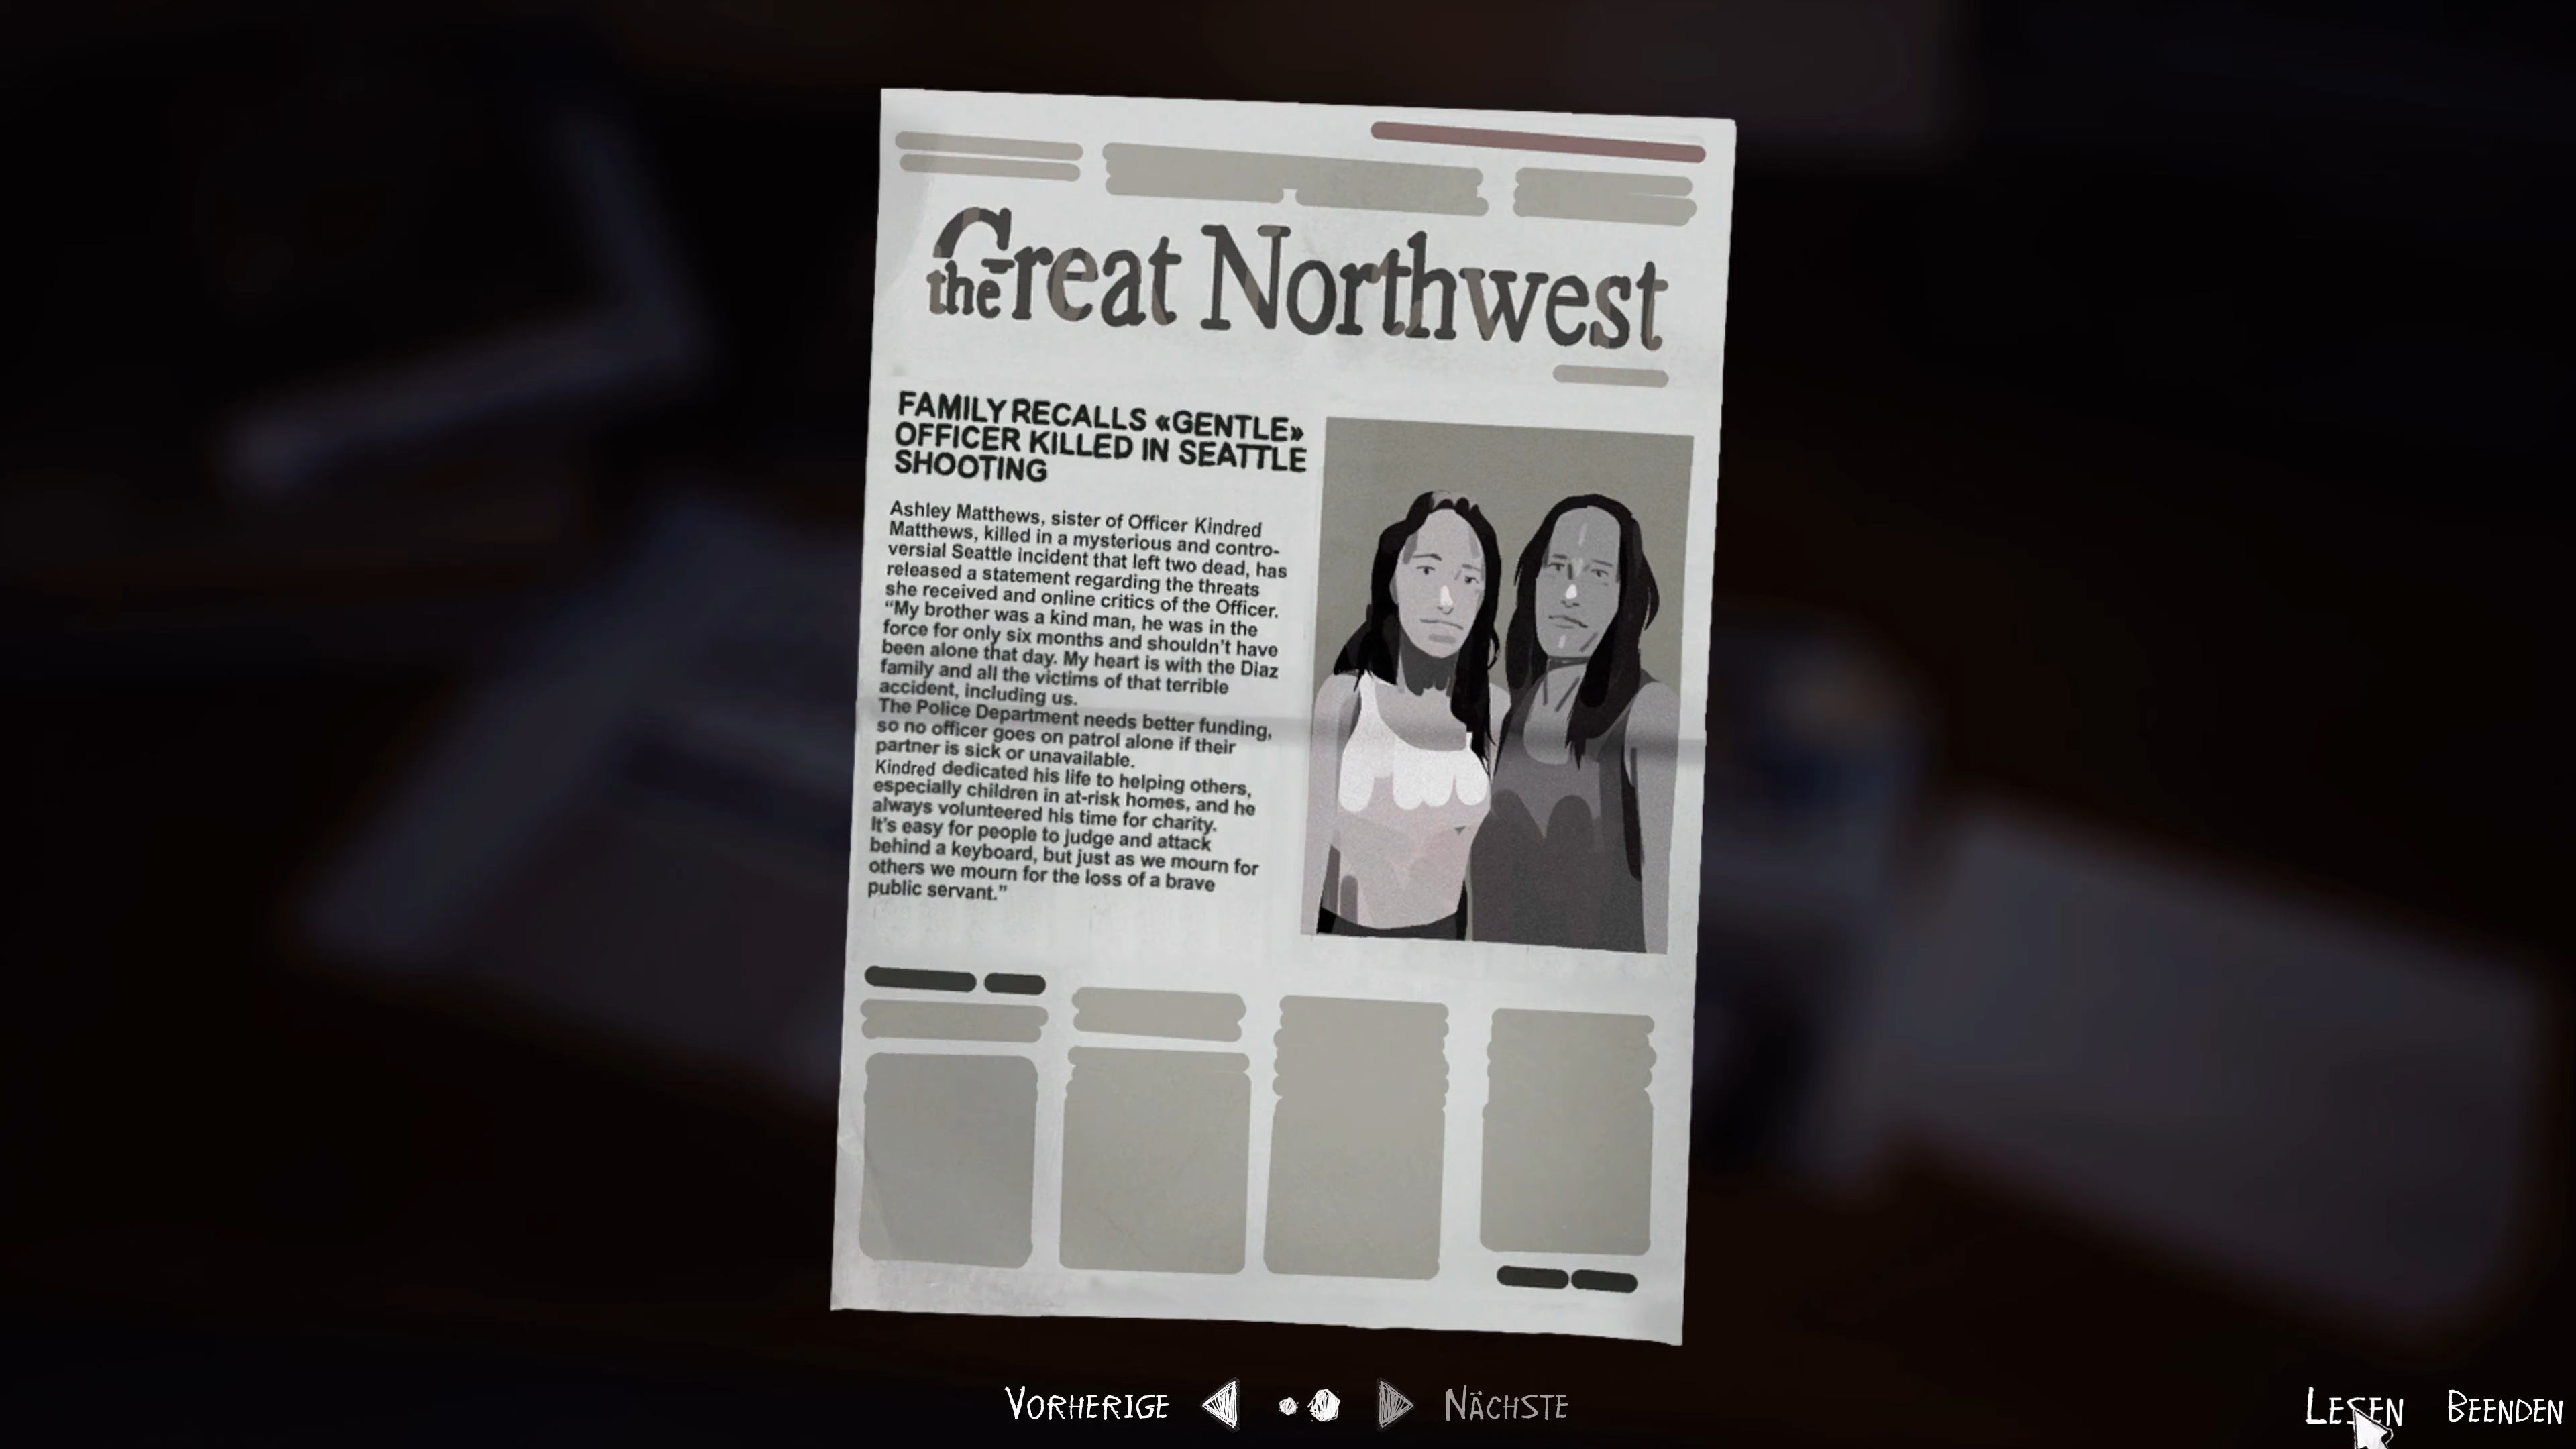 the Great Northwest
FAMILY RECALLS «GENTLE»
OFFICER KILLED IN SEATTLE
SHOOTING
Ashley Matthews, sister of Officer Kindred
Matthews, killed in a mysterious and contro-
versial Seattle incident that left two dead, has
released a statement regarding the threats
she received and online critics of the Officer.
“My brother was a kind man, he was in the
force for only six months and shouldn’t have
been alone that day. My heart is with the Diaz
family and all the victims of that terrible
accident, including us.
The Police Department needs better funding,
so no officer goes on patrol alone if their
partner is sick or unavailable.
Kindred dedicated his life to helping others,
especially children in at-risk homes, and he
always volunteered his time for charity.
It’s easy for people to judge and attack
behind a keyboard, but just as we mourn for
others we mourn for the loss of a brave
public servant.”
VORHERIGE
NÄCHSTE
LESEN
BEENDEN